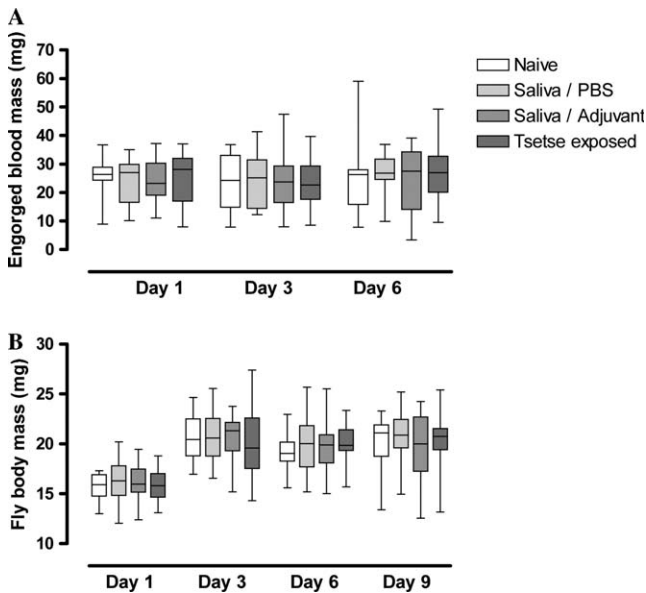 A
Engorged blood mass (mg)
70
60
50
40
30
20
10
0
Day 1 Day 3 Day 6
Naive
Saliva / PBS
Saliva / Adjuvant
Tsetse exposed
B
Fly body mass (mg)
30
25
20
15
10
Day 1 Day 3 Day 6 Day 9